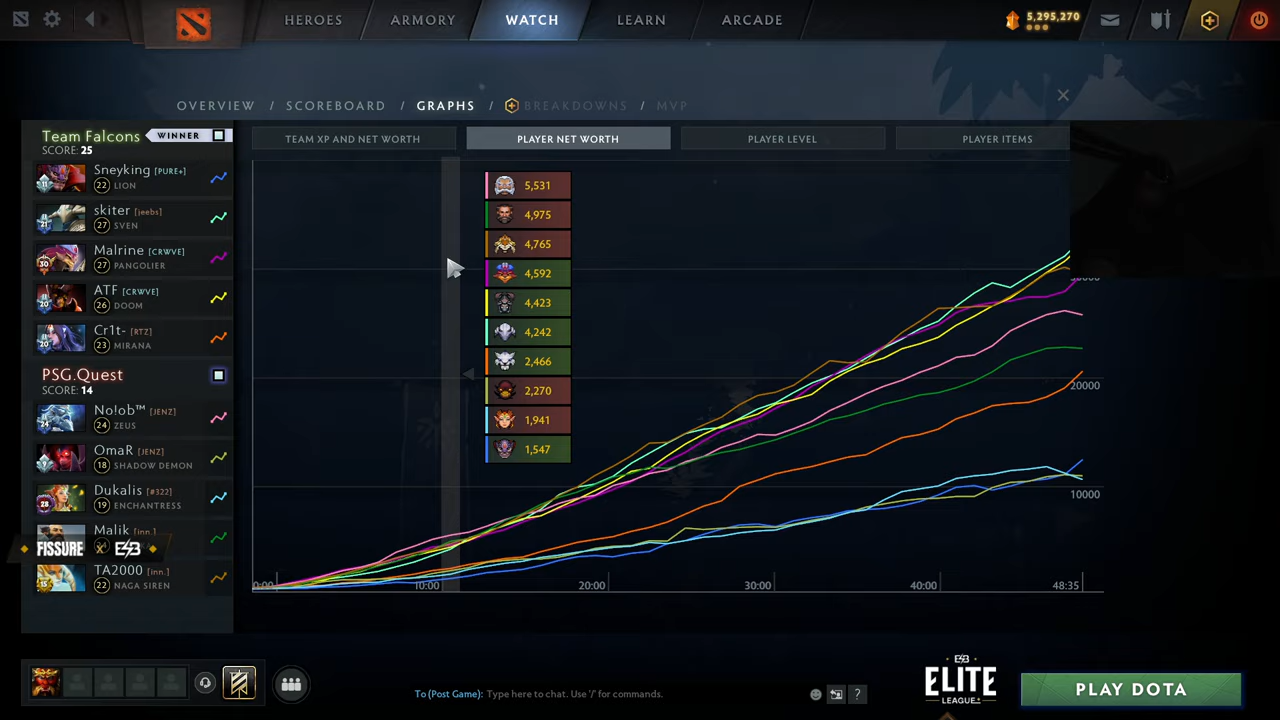 HEROES
ARMORY
WATCH
LEARN
ARCADE
5,295,270
OVERVIEW / SCOREBOARD / GRAPHS / BREAKDOWNS / MVP
Team Falcons
WINNER
SCORE: 25
TEAM XP AND NET WORTH
PLAYER NET WORTH
PLAYER LEVEL
PLAYER ITEMS
Sneyking [PURE+]
22 LION
skiter [jeebs]
27 SVEN
Malrine [CRWVE]
27 PANGOLIER
ATF [CRWVE]
26 DOOM
Cr1t- [RTZ]
23 MIRANA
PSG.Quest
SCORE: 14
No!ob™ [JENZ]
24 ZEUS
OmaR [JENZ]
18 SHADOW DEMON
Dukalis [#322]
19 ENCHANTRESS
Malik [inn.]
FISSURE X ESB
TA2000 [inn.]
22 NAGA SIREN
5,531
4,975
4,765
4,592
4,423
4,242
2,466
2,270
1,941
1,547
20000
10000
0:00
10:00
20:00
30:00
40:00
48:35
To (Post Game): Type here to chat. Use '/' for commands.
?
ESB
ELITE
LEAGUE
PLAY DOTA